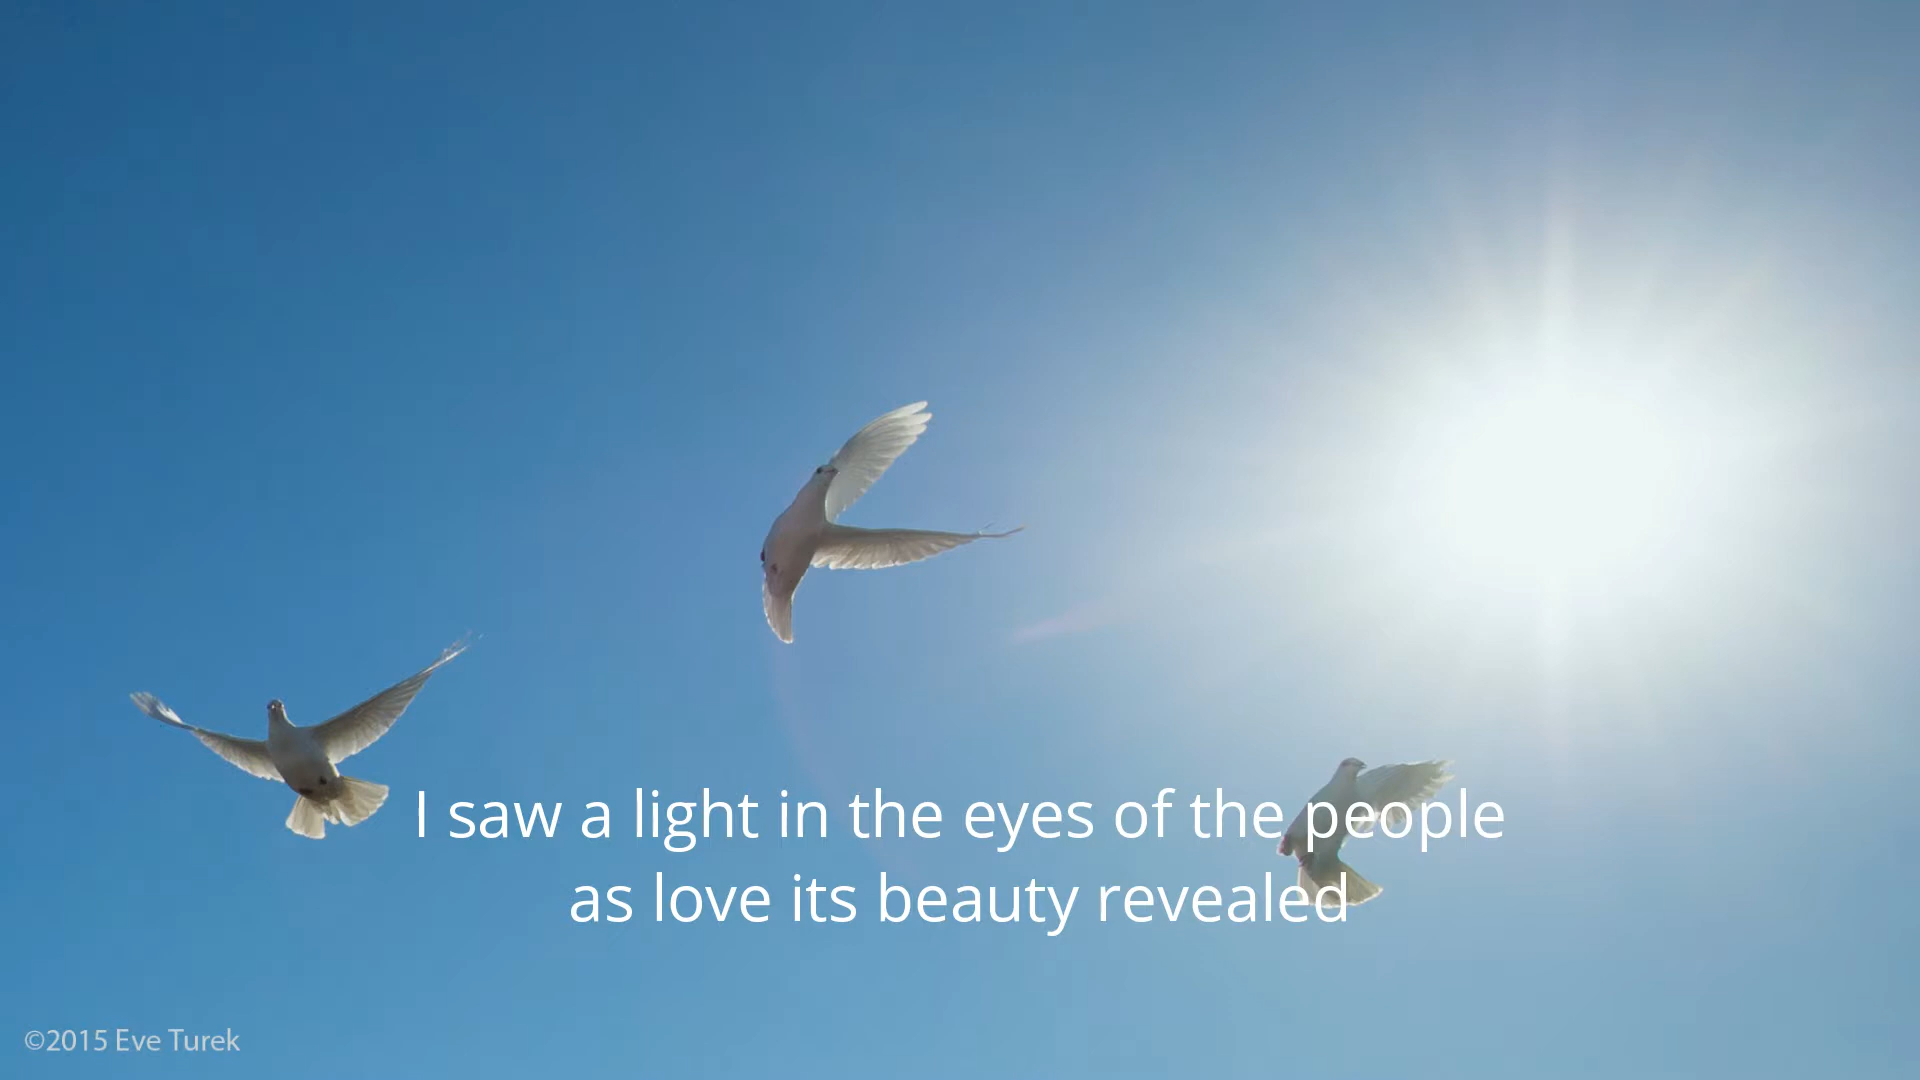 I saw a light in the eyes of the people
as love its beauty revealed
©2015 Eve Turek